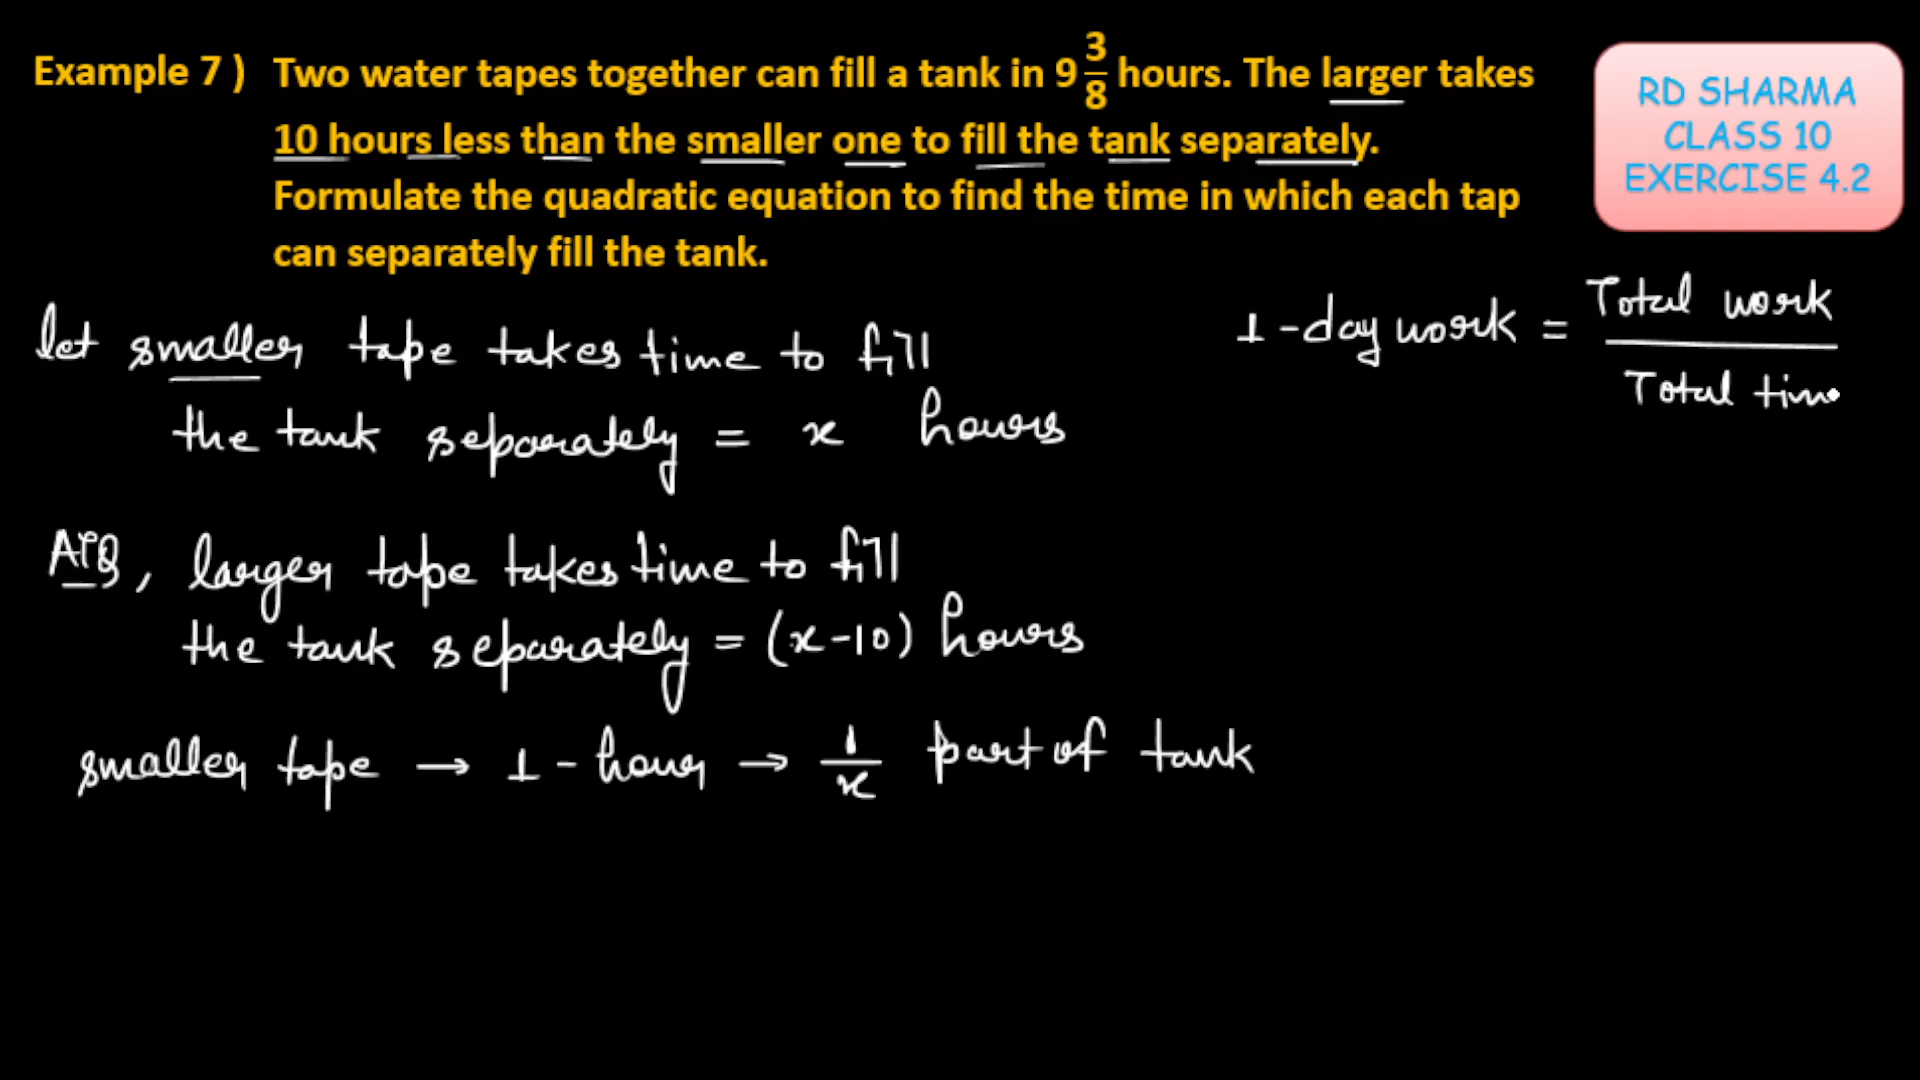 Example 7 ) Two water tapes together can fill a tank in 9 3/8 hours. The larger takes
10 hours less than the smaller one to fill the tank separately.
Formulate the quadratic equation to find the time in which each tap
can separately fill the tank.
RD SHARMA
CLASS 10
EXERCISE 4.2
let smaller tape takes time to fill
the tank separately = x hours
1-day work = Total work / Total time
ATQ, larger tape takes time to fill
the tank separately = (x-10) hours
smaller tape → 1-hour → 1/x part of tank